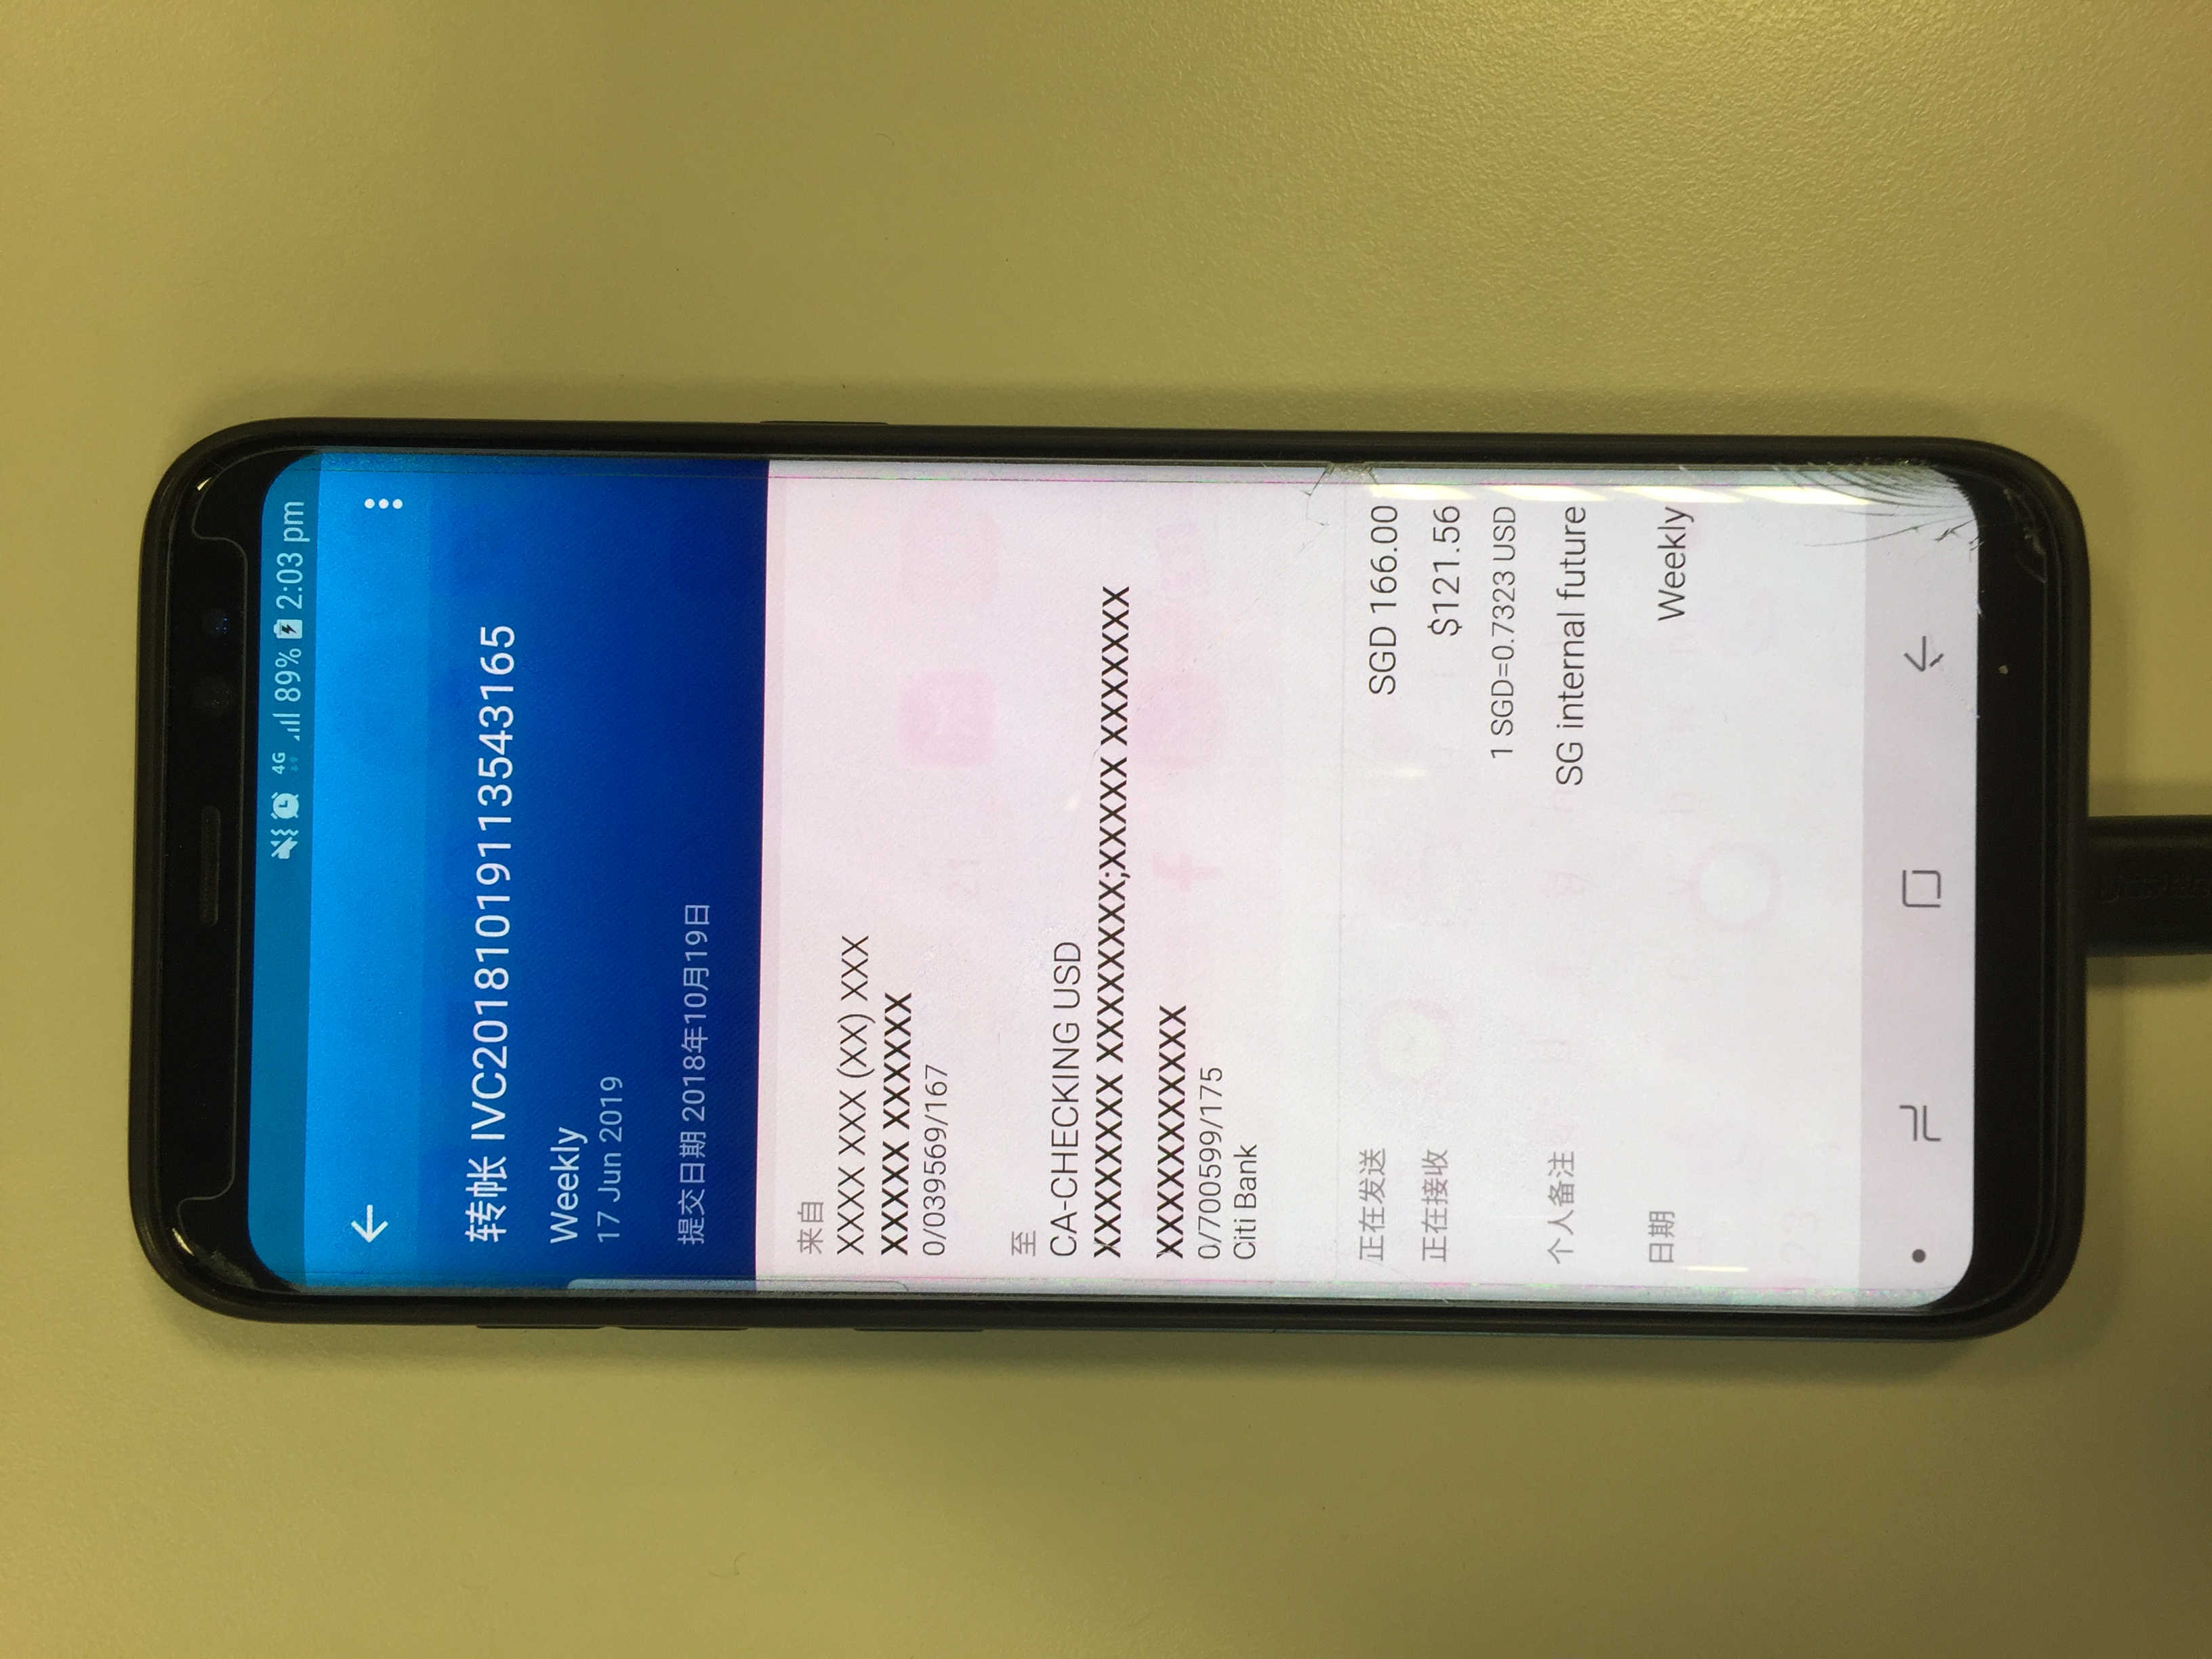 4G 89% 2:03 pm
转帐 IVC20181019113543165
Weekly
17 Jun 2019
提交日期 2018年10月19日
来自
XXXX XXX (XX) XXX
XXXXX XXXXXX
0/039569/167
至
CA-CHECKING USD
XXXXXXXX XXXXXXXX;XXXXX XXXXXXX
XXXXXXXXXXX
0/700599/175
Citi Bank
正在发送 SGD 166.00
正在接收 $121.56
1 SGD=0.7323 USD
个人备注 SG internal future
日期 Weekly